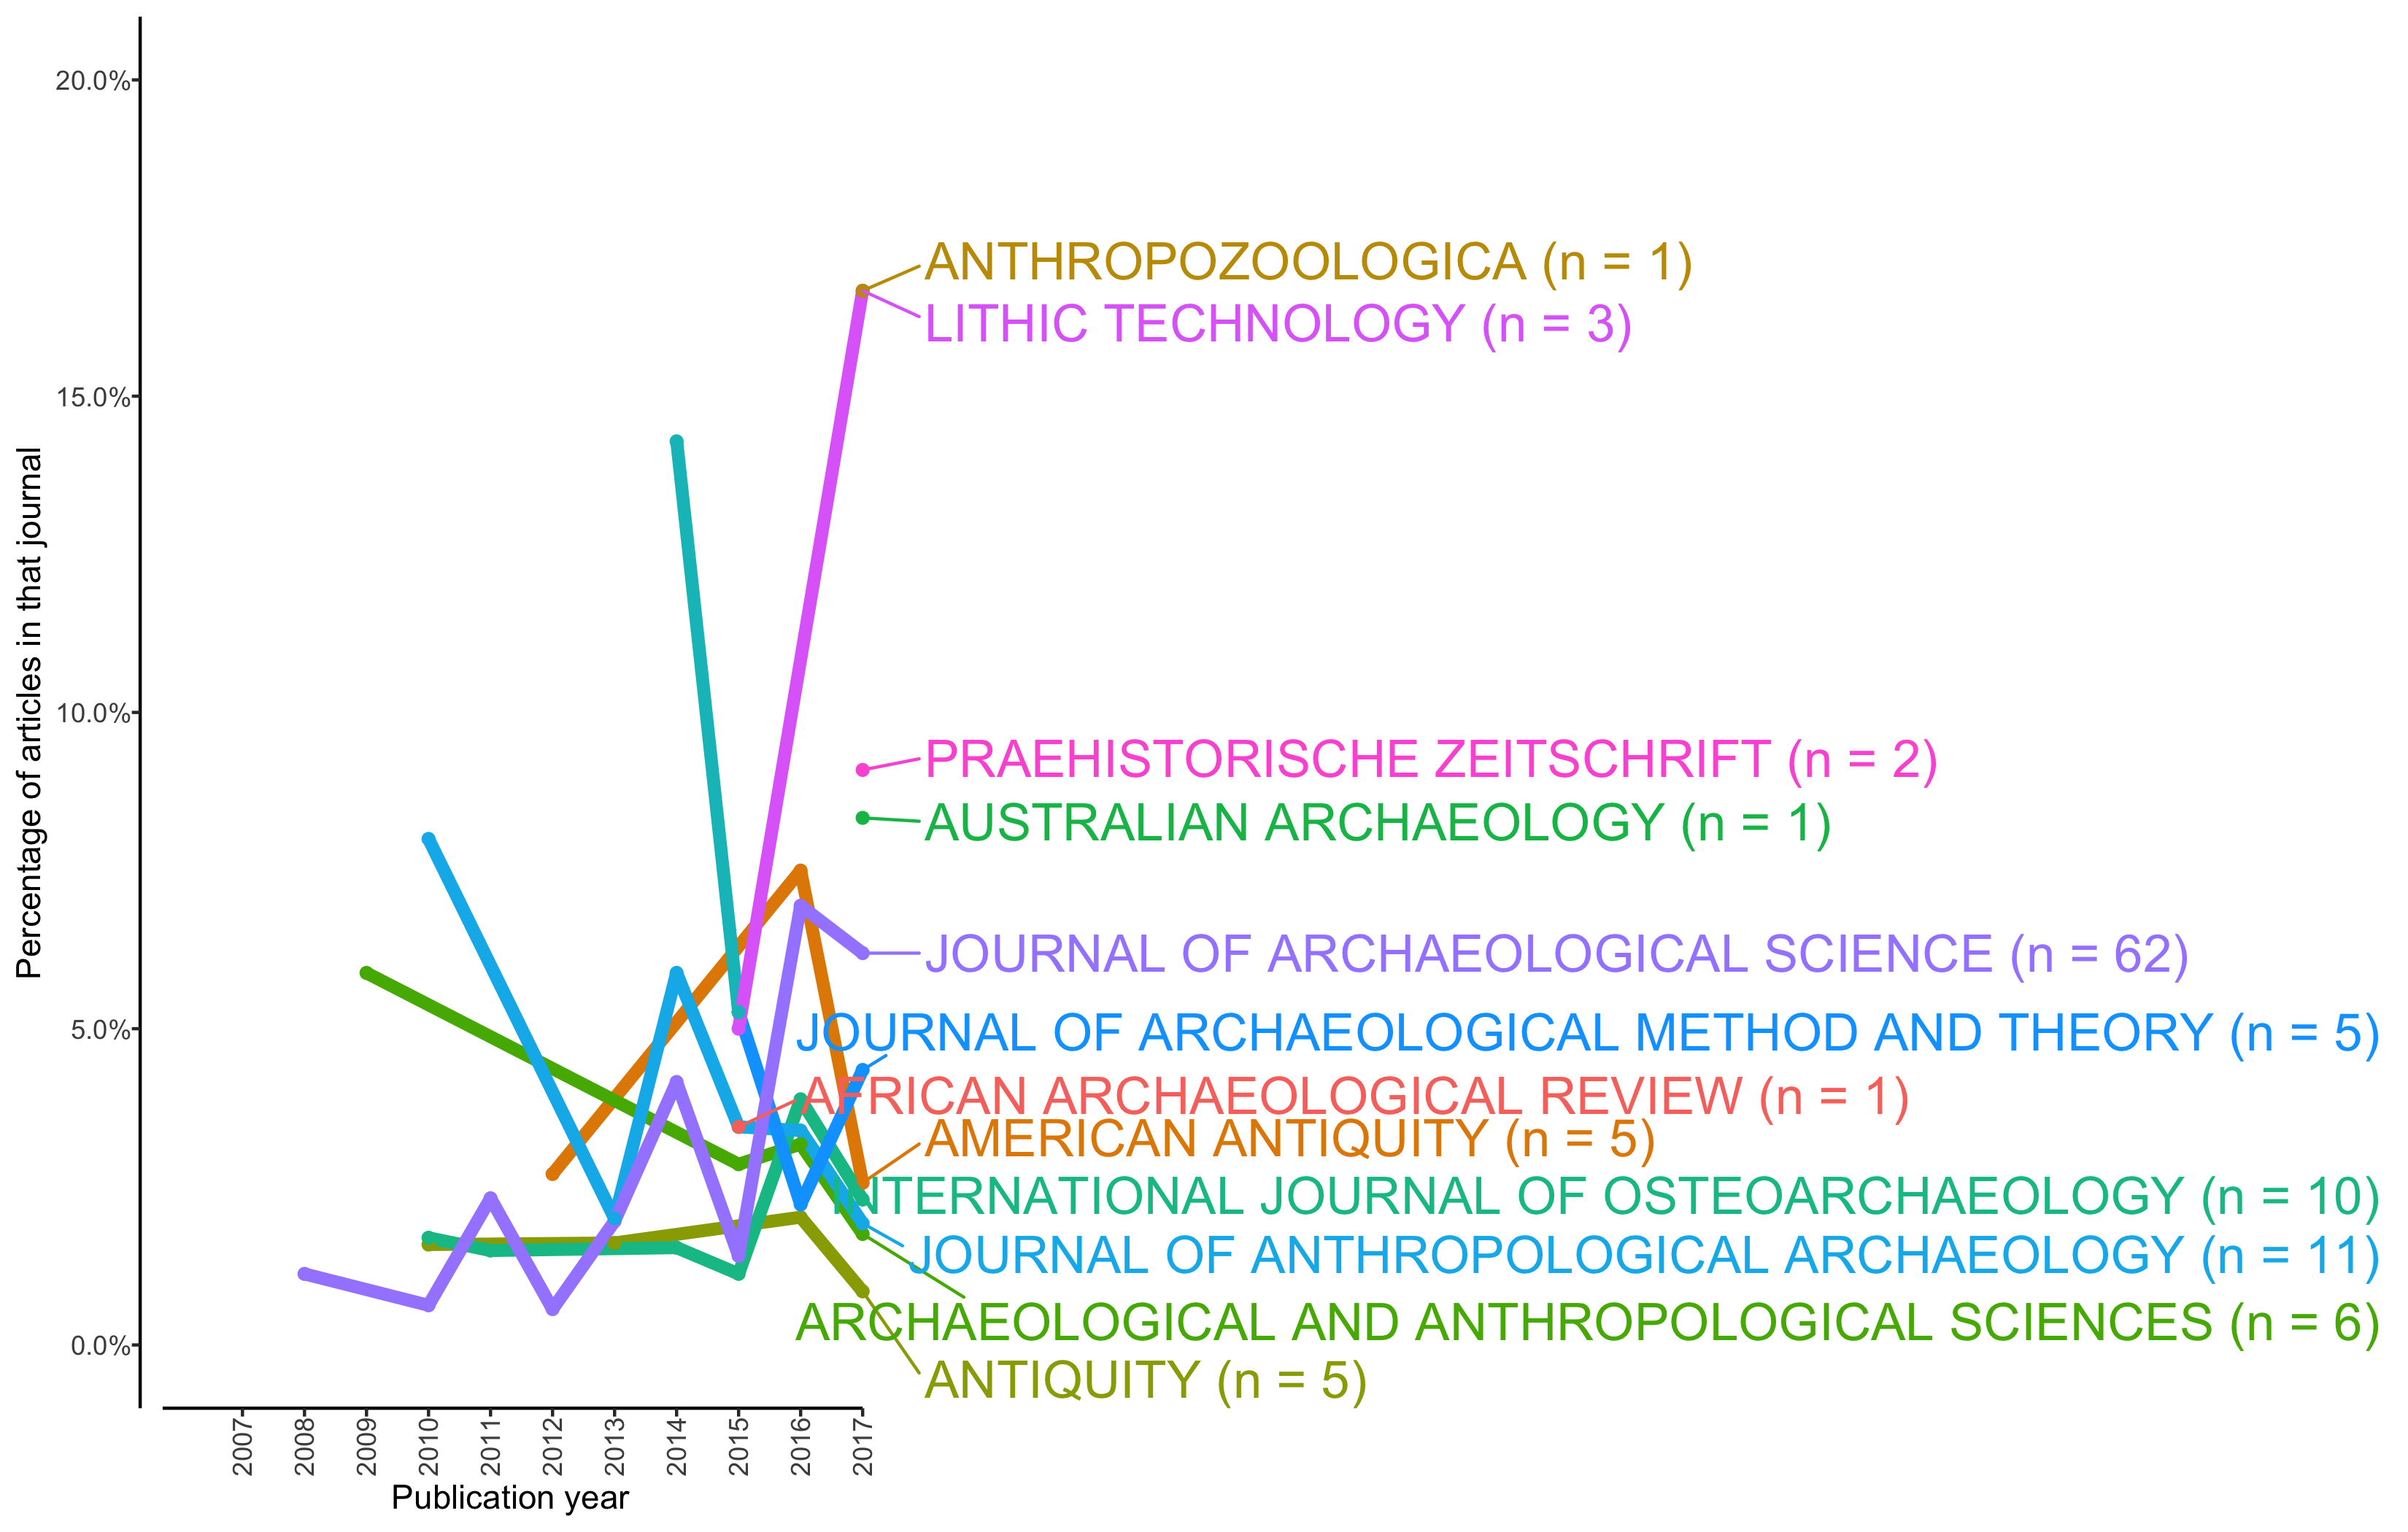 20.0%
15.0%
10.0%
5.0%
0.0%
Percentage of articles in that journal
ANTHROPOZOOLOGICA (n = 1)
LITHIC TECHNOLOGY (n = 3)
PRAEHISTORISCHE ZEITSCHRIFT (n = 2)
AUSTRALIAN ARCHAEOLOGY (n = 1)
JOURNAL OF ARCHAEOLOGICAL SCIENCE (n = 62)
JOURNAL OF ARCHAEOLOGICAL METHOD AND THEORY (n = 5)
AFRICAN ARCHAEOLOGICAL REVIEW (n = 1)
AMERICAN ANTIQUITY (n = 5)
INTERNATIONAL JOURNAL OF OSTEOARCHAEOLOGY (n = 10)
JOURNAL OF ANTHROPOLOGICAL ARCHAEOLOGY (n = 11)
ARCHAEOLOGICAL AND ANTHROPOLOGICAL SCIENCES (n = 6)
ANTIQUITY (n = 5)
2007
2008
2009
2010
2011
2012
2013
2014
2015
2016
2017
Publication year